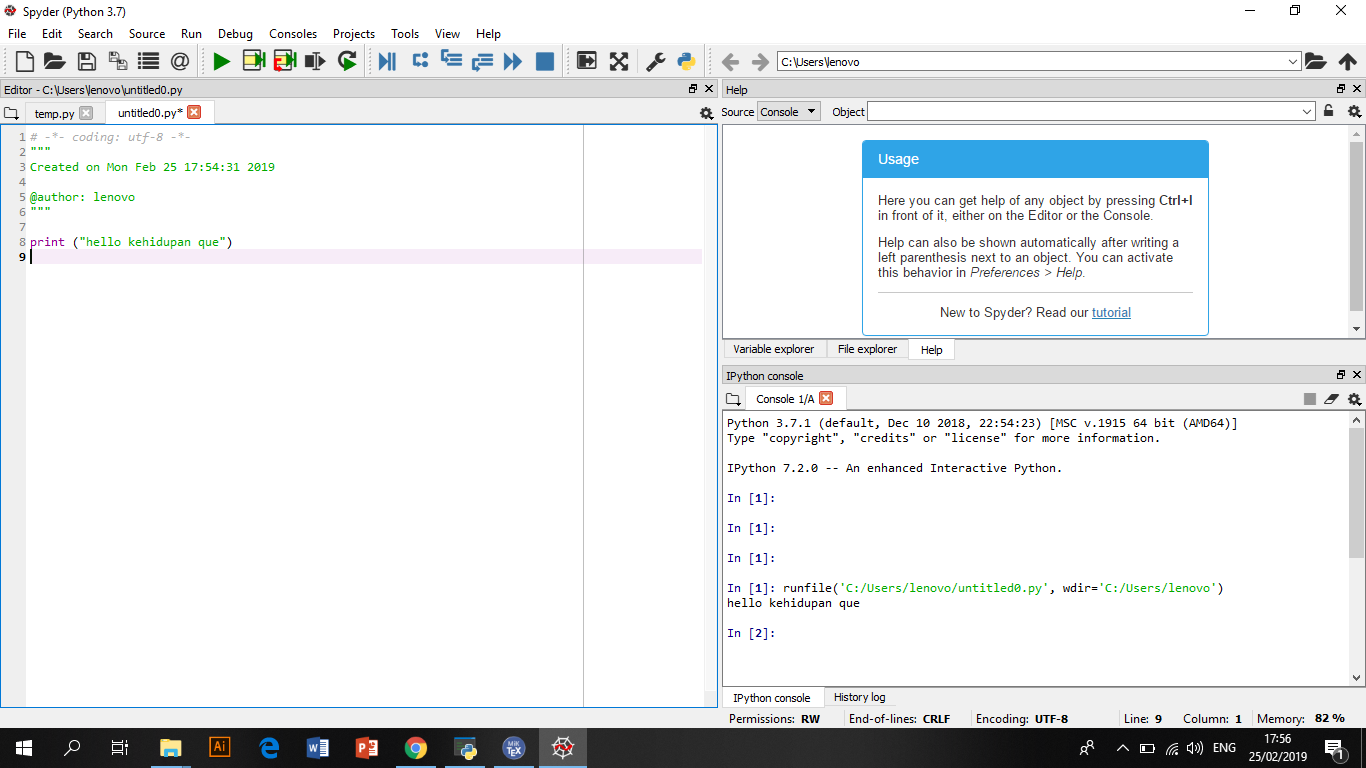 Spyder (Python 3.7)
File Edit Search Source Run Debug Consoles Projects Tools View Help
C:\Users\lenovo
Editor - C:\Users\lenovo\untitled0.py
temp.py untitled0.py*
1 # -*- coding: utf-8 -*-
2 """
3 Created on Mon Feb 25 17:54:31 2019
4
5 @author: lenovo
6 """
7
8 print ("hello kehidupan que")
9
Help
Source Console Object
Usage
Here you can get help of any object by pressing Ctrl+I
in front of it, either on the Editor or the Console.
Help can also be shown automatically after writing a
left parenthesis next to an object. You can activate
this behavior in Preferences > Help.
New to Spyder? Read our tutorial
Variable explorer File explorer Help
IPython console
Console 1/A
Python 3.7.1 (default, Dec 10 2018, 22:54:23) [MSC v.1915 64 bit (AMD64)]
Type "copyright", "credits" or "license" for more information.
IPython 7.2.0 -- An enhanced Interactive Python.
In [1]:
In [1]:
In [1]:
In [1]: runfile('C:/Users/lenovo/untitled0.py', wdir='C:/Users/lenovo')
hello kehidupan que
In [2]:
IPython console History log
Permissions: RW End-of-lines: CRLF Encoding: UTF-8 Line: 9 Column: 1 Memory: 82 %
Ai
MiK
TEX
ENG
17:56
25/02/2019
1